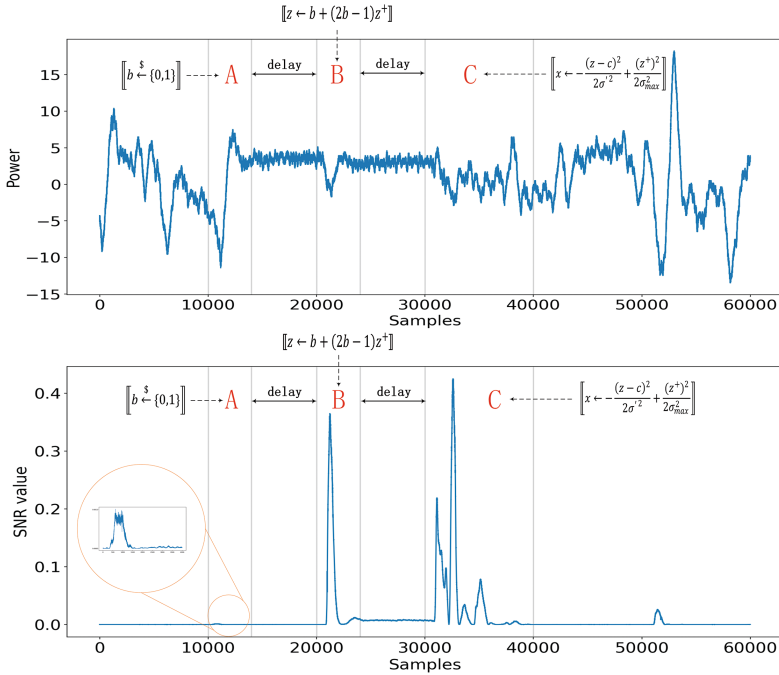 ⟦z ← b + (2b − 1)z⁺⟧
15
10
5
0
−5
−10
−15
Power
⟦b ←$ {0,1}⟧
A
delay
B
delay
C
⟦x ← −(z − c)²/2σ′² + (z⁺)²/2σ²max⟧
0 10000 20000 30000 40000 50000 60000
Samples
⟦z ← b + (2b − 1)z⁺⟧
0.4
0.3
0.2
0.1
0.0
SNR value
⟦b ←$ {0,1}⟧
A
delay
B
delay
C
⟦x ← −(z − c)²/2σ′² + (z⁺)²/2σ²max⟧
0 10000 20000 30000 40000 50000 60000
Samples